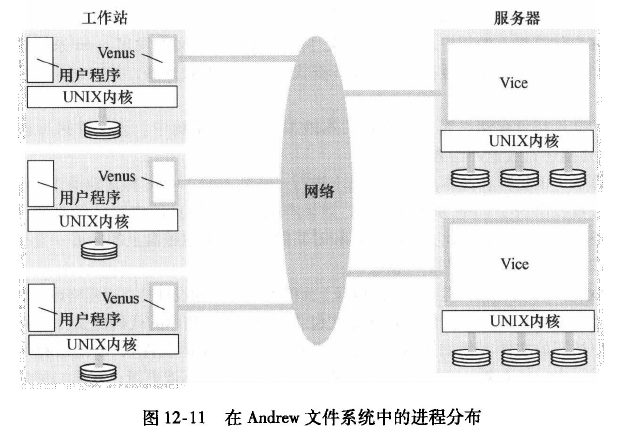 工作站
服务器
Venus
用户程序
UNIX内核
Venus
用户程序
UNIX内核
Venus
用户程序
UNIX内核
网络
Vice
UNIX内核
Vice
UNIX内核
图 12-11 在 Andrew 文件系统中的进程分布